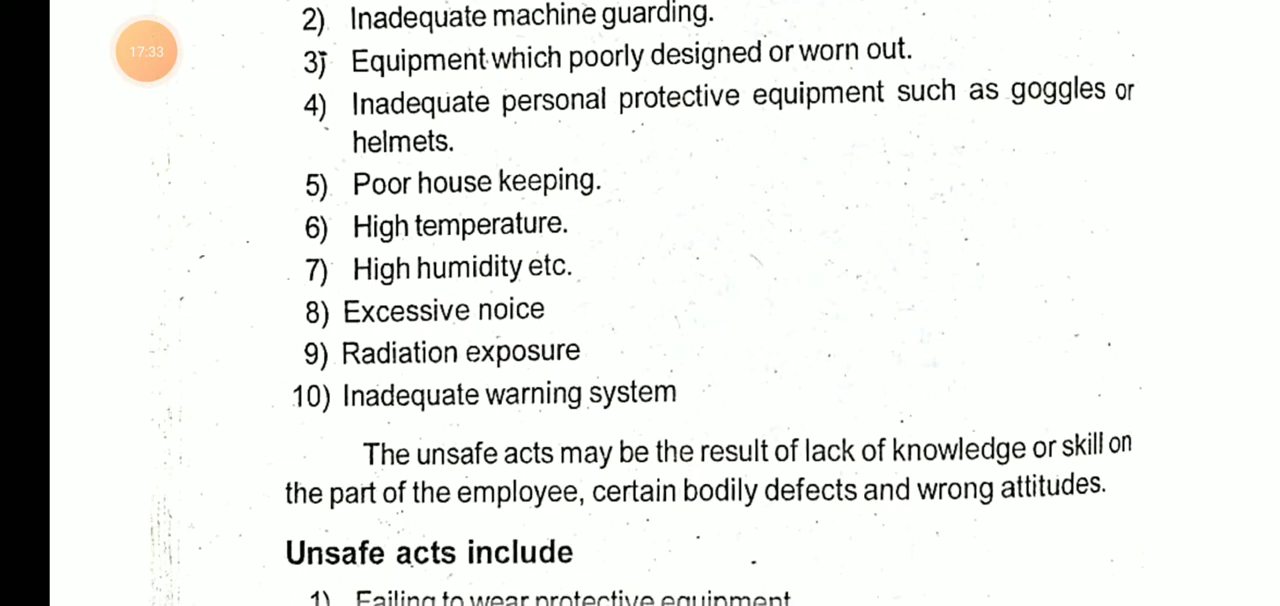 17:33
2) Inadequate machine guarding.
3) Equipment which poorly designed or worn out.
4) Inadequate personal protective equipment such as goggles or
helmets.
5) Poor house keeping.
6) High temperature.
7) High humidity etc.
8) Excessive noice
9) Radiation exposure
10) Inadequate warning system
The unsafe acts may be the result of lack of knowledge or skill on
the part of the employee, certain bodily defects and wrong attitudes.
Unsafe acts include
1) Failing to wear protective equipment